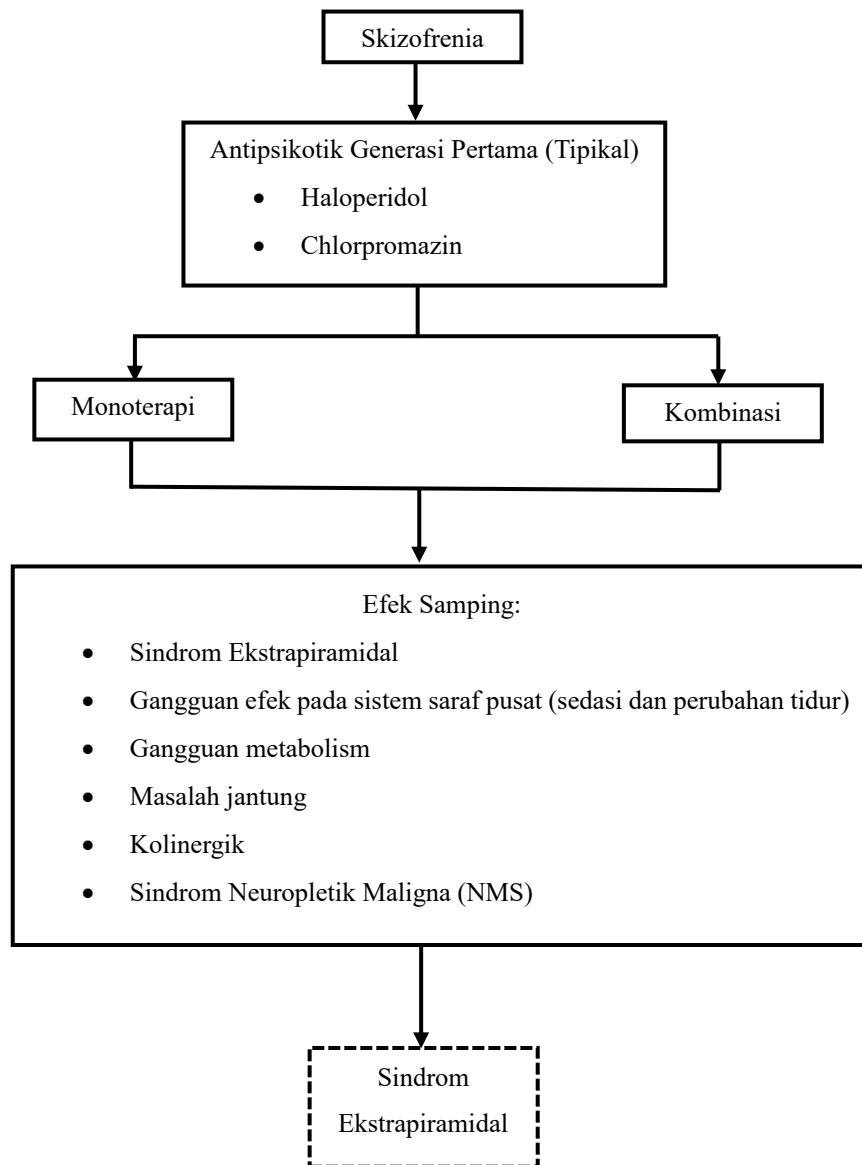 Skizofrenia
Antipsikotik Generasi Pertama (Tipikal)
• Haloperidol
• Chlorpromazin
Monoterapi
Kombinasi
Efek Samping:
• Sindrom Ekstrapiramidal
• Gangguan efek pada sistem saraf pusat (sedasi dan perubahan tidur)
• Gangguan metabolism
• Masalah jantung
• Kolinergik
• Sindrom Neuropletik Maligna (NMS)
Sindrom
Ekstrapiramidal